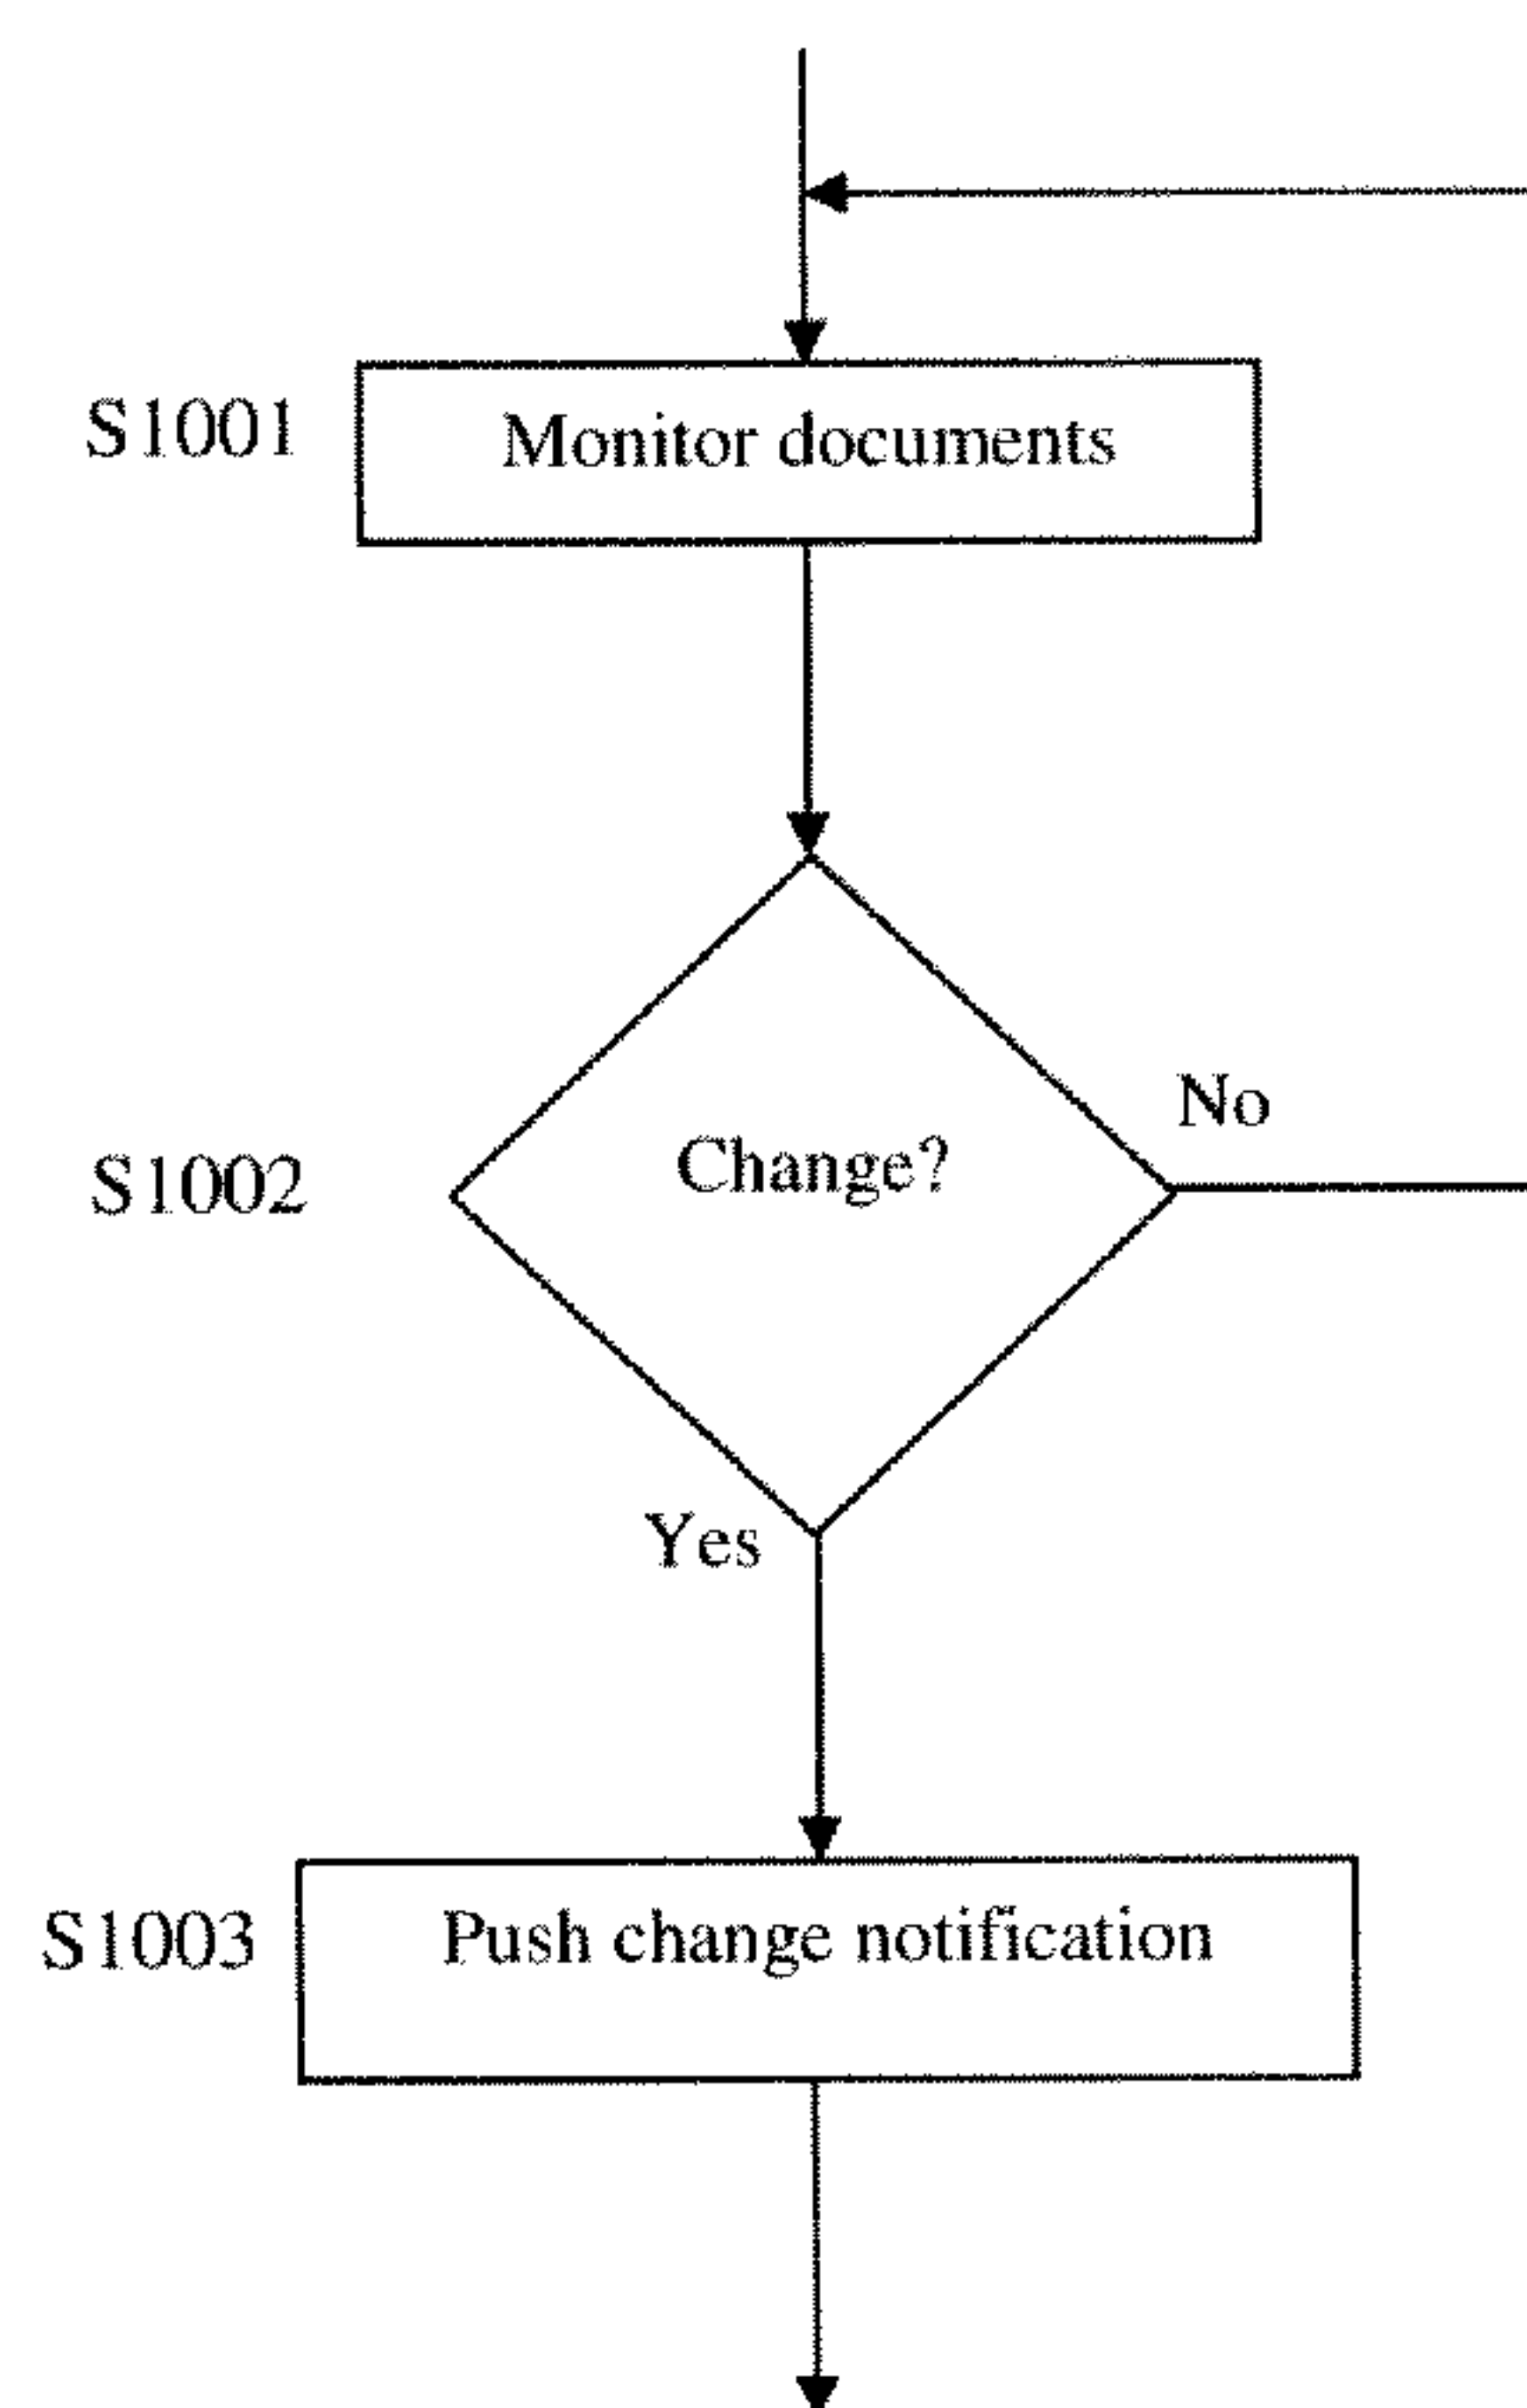 S1001
Monitor documents
No
Change?
S1002
Yes
S1003
Push change notification